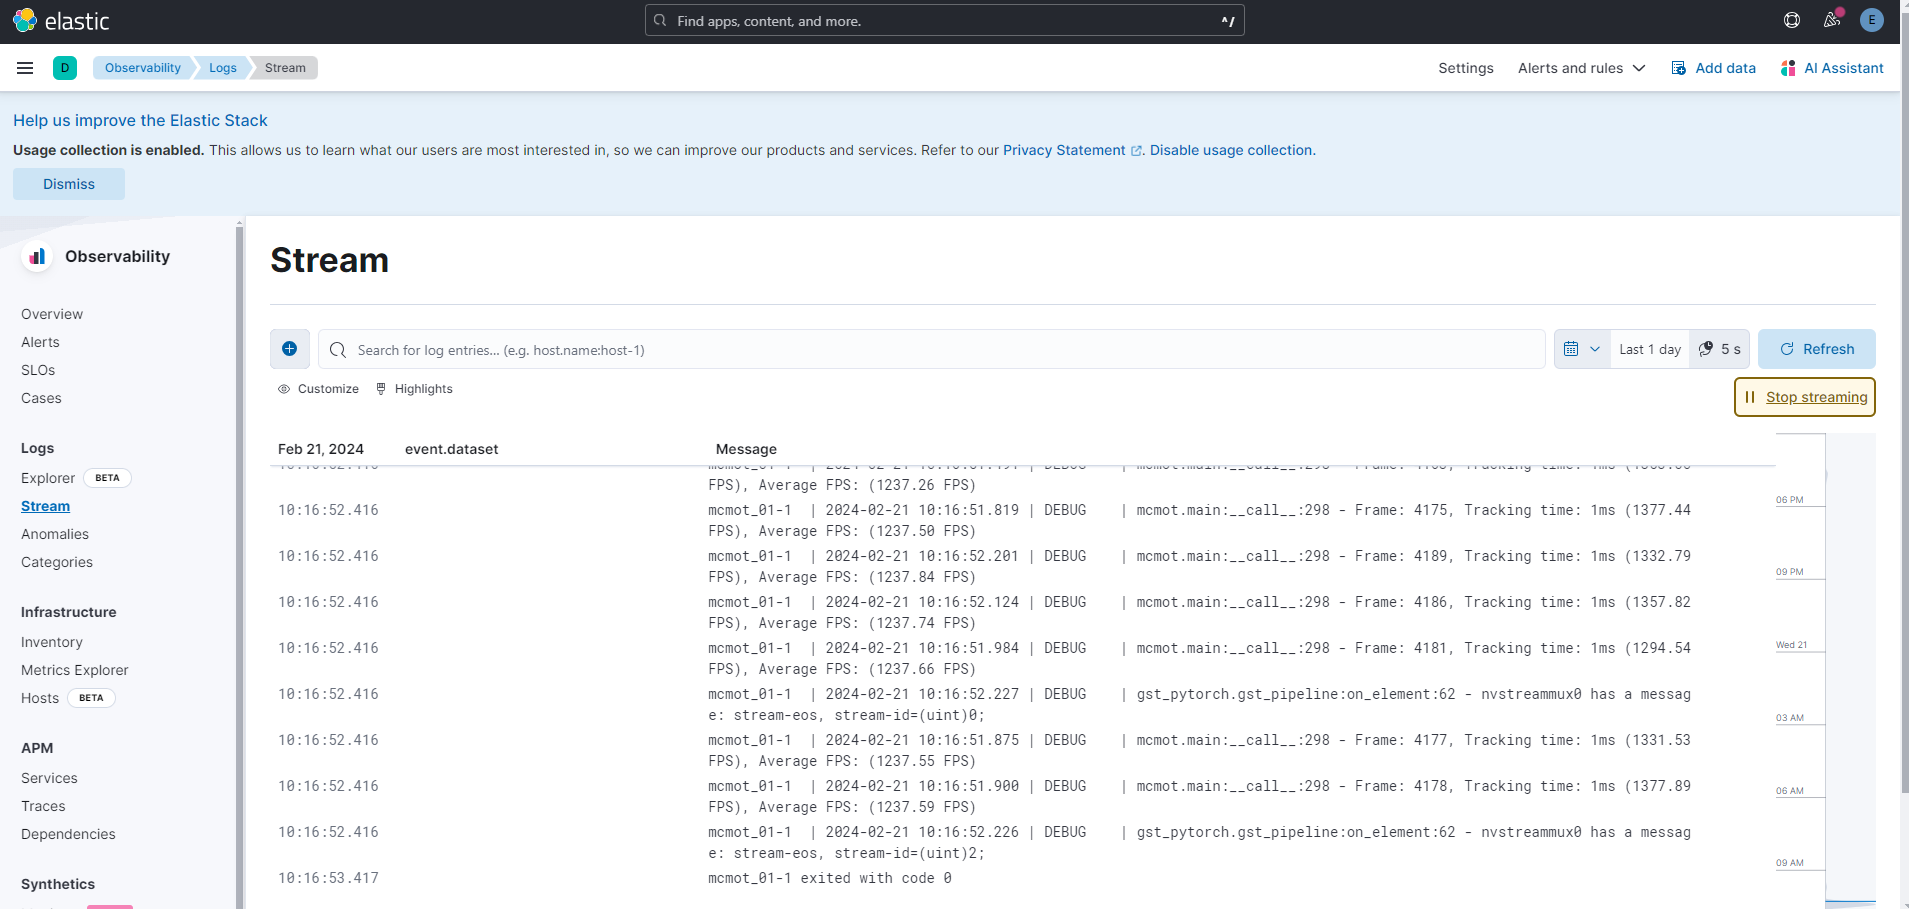 elastic
Find apps, content, and more.
^/
E
D
Observability
Logs
Stream
Settings
Alerts and rules
Add data
AI Assistant
Help us improve the Elastic Stack
Usage collection is enabled. This allows us to learn what our users are most interested in, so we can improve our products and services. Refer to our Privacy Statement. Disable usage collection.
Dismiss
Observability
Overview
Alerts
SLOs
Cases
Logs
Explorer BETA
Stream
Anomalies
Categories
Infrastructure
Inventory
Metrics Explorer
Hosts BETA
APM
Services
Traces
Dependencies
Synthetics
Stream
Search for log entries... (e.g. host.name:host-1)
Last 1 day
5 s
Refresh
Customize
Highlights
Stop streaming
Feb 21, 2024 event.dataset Message
FPS), Average FPS: (1237.26 FPS)
10:16:52.416 mcmot_01-1 | 2024-02-21 10:16:51.819 | DEBUG | mcmot.main:__call__:298 - Frame: 4175, Tracking time: 1ms (1377.44
FPS), Average FPS: (1237.50 FPS)
10:16:52.416 mcmot_01-1 | 2024-02-21 10:16:52.201 | DEBUG | mcmot.main:__call__:298 - Frame: 4189, Tracking time: 1ms (1332.79
FPS), Average FPS: (1237.84 FPS)
10:16:52.416 mcmot_01-1 | 2024-02-21 10:16:52.124 | DEBUG | mcmot.main:__call__:298 - Frame: 4186, Tracking time: 1ms (1357.82
FPS), Average FPS: (1237.74 FPS)
10:16:52.416 mcmot_01-1 | 2024-02-21 10:16:51.984 | DEBUG | mcmot.main:__call__:298 - Frame: 4181, Tracking time: 1ms (1294.54
FPS), Average FPS: (1237.66 FPS)
10:16:52.416 mcmot_01-1 | 2024-02-21 10:16:52.227 | DEBUG | gst_pytorch.gst_pipeline:on_element:62 - nvstreammux0 has a messag
e: stream-eos, stream-id=(uint)0;
10:16:52.416 mcmot_01-1 | 2024-02-21 10:16:51.875 | DEBUG | mcmot.main:__call__:298 - Frame: 4177, Tracking time: 1ms (1331.53
FPS), Average FPS: (1237.55 FPS)
10:16:52.416 mcmot_01-1 | 2024-02-21 10:16:51.900 | DEBUG | mcmot.main:__call__:298 - Frame: 4178, Tracking time: 1ms (1377.89
FPS), Average FPS: (1237.59 FPS)
10:16:52.416 mcmot_01-1 | 2024-02-21 10:16:52.226 | DEBUG | gst_pytorch.gst_pipeline:on_element:62 - nvstreammux0 has a messag
e: stream-eos, stream-id=(uint)2;
10:16:53.417 mcmot_01-1 exited with code 0
06 PM
09 PM
Wed 21
03 AM
06 AM
09 AM